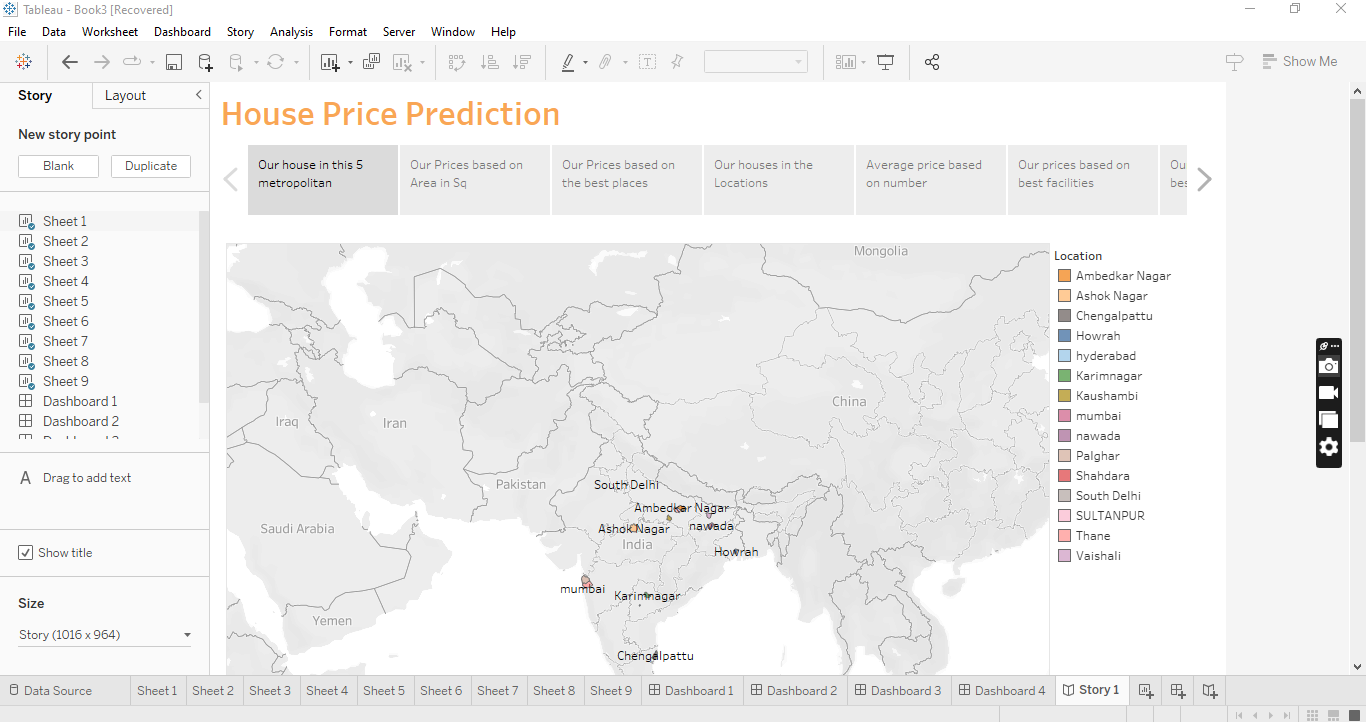 Tableau - Book3 [Recovered]
File Data Worksheet Dashboard Story Analysis Format Server Window Help
Show Me
Story Layout
New story point
Blank Duplicate
Sheet 1
Sheet 2
Sheet 3
Sheet 4
Sheet 5
Sheet 6
Sheet 7
Sheet 8
Sheet 9
Dashboard 1
Dashboard 2
A Drag to add text
Show title
Size
Story (1016 x 964)
House Price Prediction
Our house in this 5
metropolitan
Our Prices based on
Area in Sq
Our Prices based on
the best places
Our houses in the
Locations
Average price based
on number
Our prices based on
best facilities
Ou
bes
Mongolia
China
Iraq
Iran
Pakistan
Saudi Arabia
Yemen
India
South Delhi
Ambedkar Nagar
Ashok Nagar
nawada
Howrah
mumbai
Karimnagar
Chengalpattu
Location
Ambedkar Nagar
Ashok Nagar
Chengalpattu
Howrah
hyderabad
Karimnagar
Kaushambi
mumbai
nawada
Palghar
Shahdara
South Delhi
SULTANPUR
Thane
Vaishali
Data Source Sheet 1 Sheet 2 Sheet 3 Sheet 4 Sheet 5 Sheet 6 Sheet 7 Sheet 8 Sheet 9 Dashboard 1 Dashboard 2 Dashboard 3 Dashboard 4 Story 1